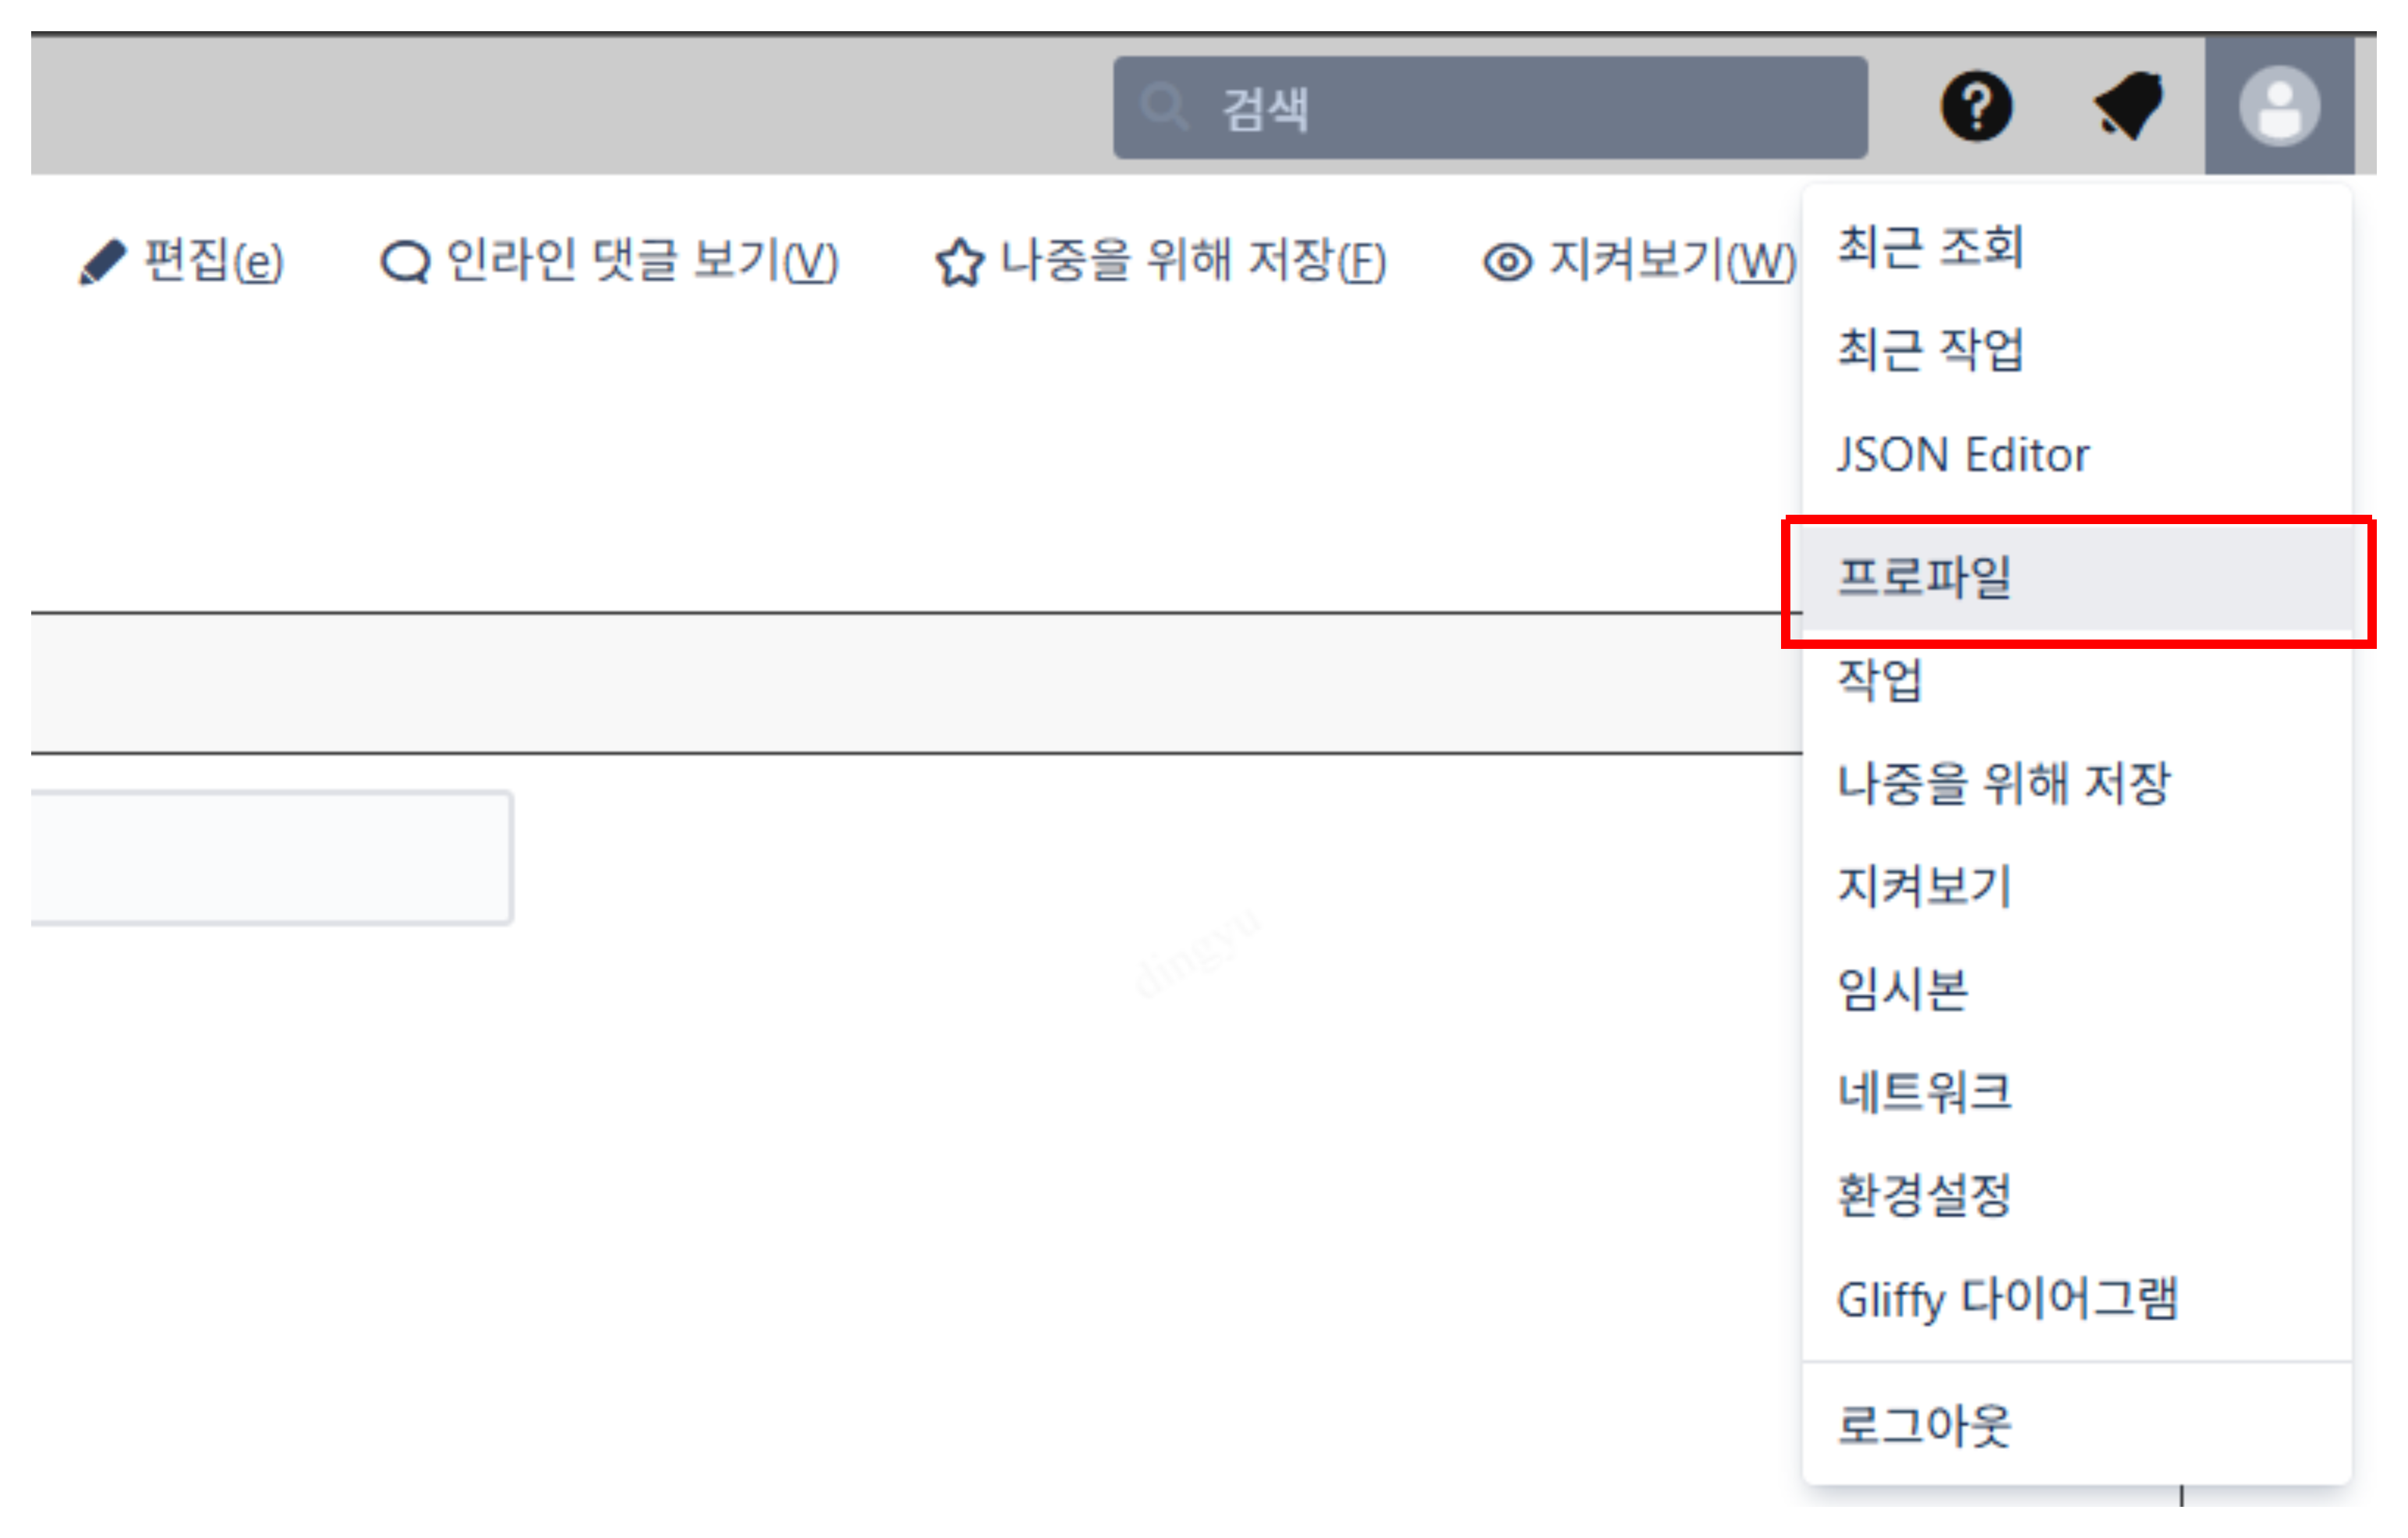 검색
편집(e) 인라인 댓글 보기(V) 나중을 위해 저장(F) 지켜보기(W)
최근 조회
최근 작업
JSON Editor
프로파일
작업
나중을 위해 저장
지켜보기
임시본
네트워크
환경설정
Gliffy 다이어그램
로그아웃
dingyu